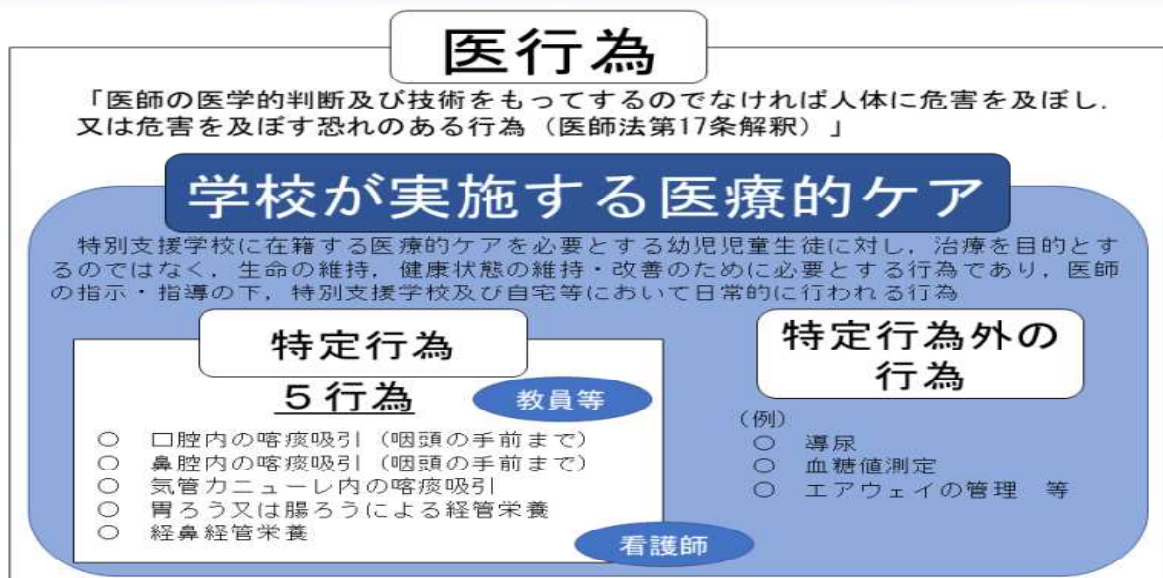 医行為
「医師の医学的判断及び技術をもってするのでなければ人体に危害を及ぼし．
又は危害を及ぼす恐れのある行為（医師法第17条解釈）」
学校が実施する医療的ケア
特別支援学校に在籍する医療的ケアを必要とする幼児児童生徒に対し，治療を目的とす
るのではなく，生命の維持，健康状態の維持・改善のために必要とする行為であり，医師
の指示・指導の下，特別支援学校及び自宅等において日常的に行われる行為
特定行為
５行為
教員等
○ 口腔内の喀痰吸引（咽頭の手前まで）
○ 鼻腔内の喀痰吸引（咽頭の手前まで）
○ 気管カニューレ内の喀痰吸引
○ 胃ろう又は腸ろうによる経管栄養
○ 経鼻経管栄養
看護師
特定行為外の
行為
（例）
○ 導尿
○ 血糖値測定
○ エアウェイの管理 等